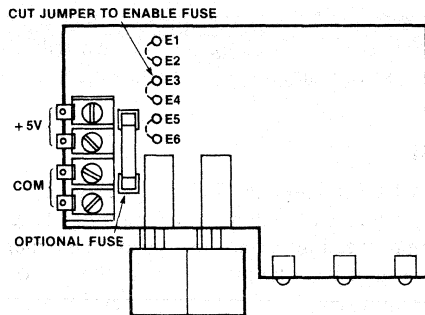 CUT JUMPER TO ENABLE FUSE
E1
E2
E3
E4
E5
E6
+5V
COM
OPTIONAL FUSE